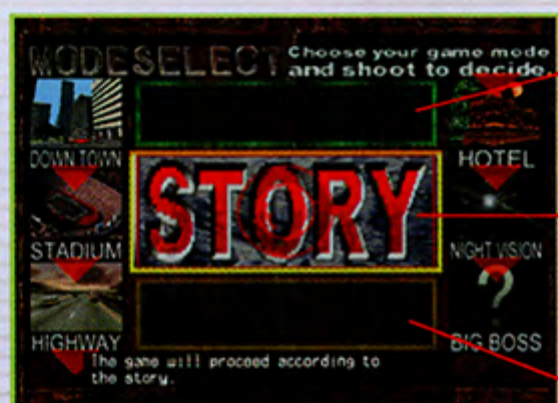 MODESELECT
Choose your game mode
and shoot to decide.
DOWN TOWN
STADIUM
HIGHWAY
STORY
HOTEL
NIGHT VISION
?
BIG BOSS
The game will proceed according to
the story.